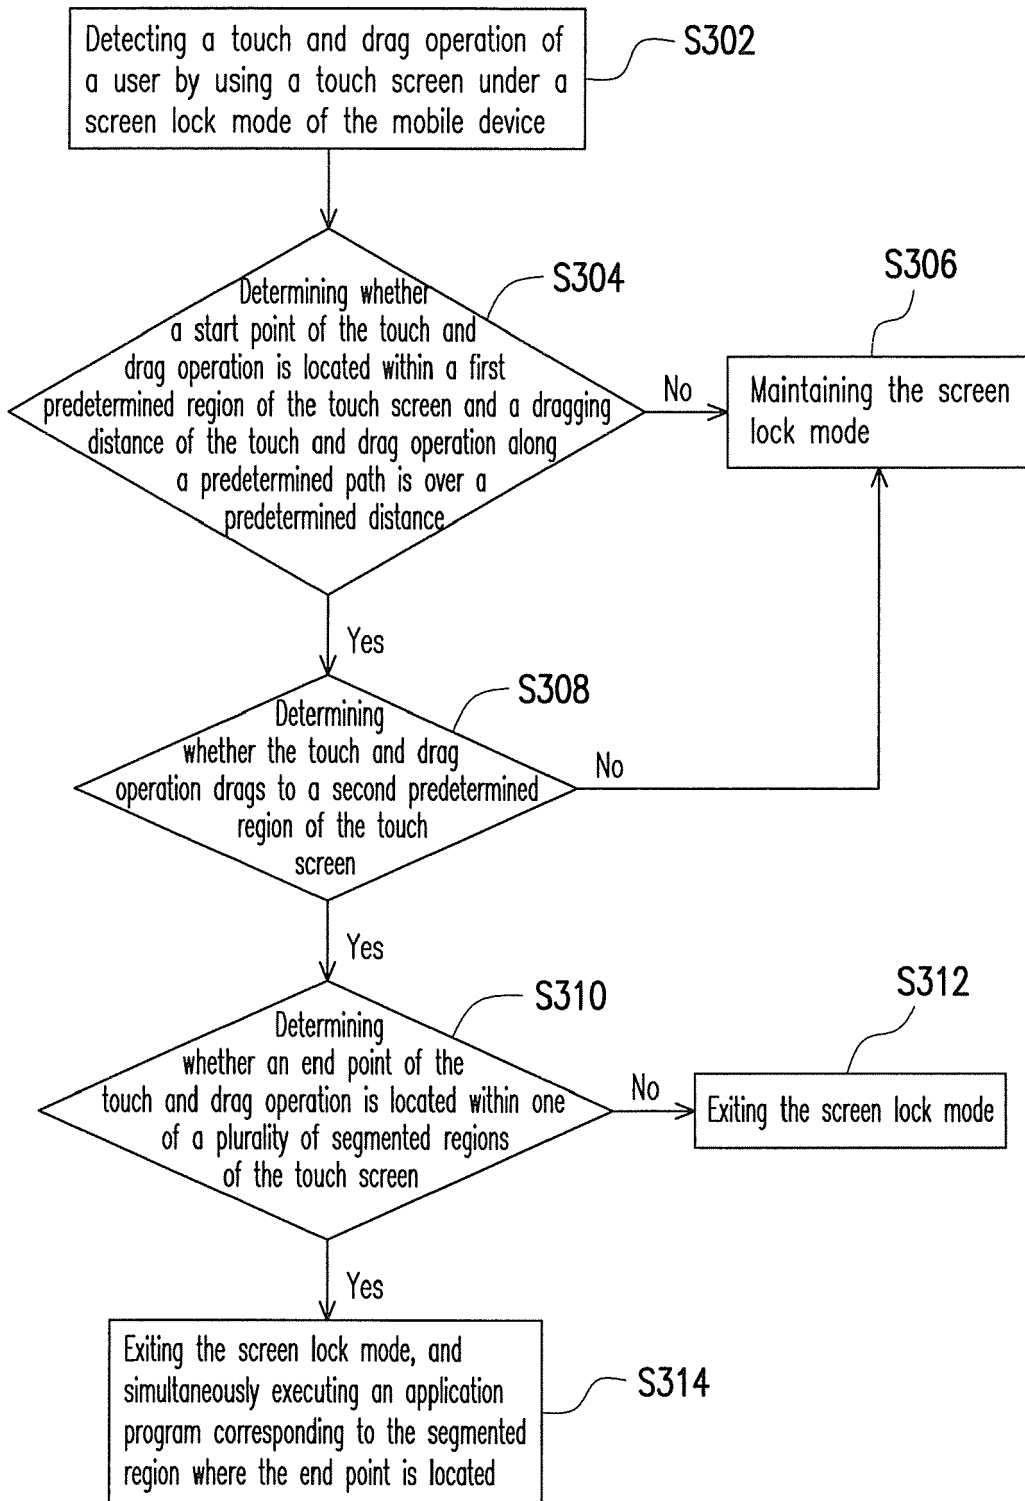 Detecting a touch and drag operation of
a user by using a touch screen under a
screen lock mode of the mobile device
S302
Determining whether
a start point of the touch and
drag operation is located within a first
predetermined region of the touch screen and a dragging
distance of the touch and drag operation along
a predetermined path is over a
predetermined distance
S304
No
S306
Maintaining the screen
lock mode
Yes
S308
Determining
whether the touch and drag
operation drags to a second predetermined
region of the touch
screen
No
Yes
S310
Determining
whether an end point of the
touch and drag operation is located within one
of a plurality of segmented regions
of the touch screen
No
S312
Exiting the screen lock mode
Yes
Exiting the screen lock mode, and
simultaneously executing an application
program corresponding to the segmented
region where the end point is located
S314